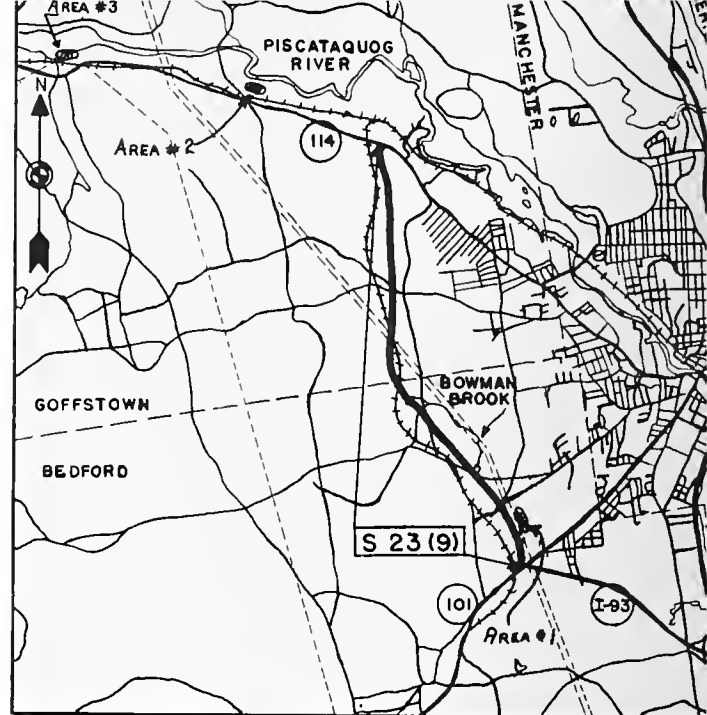 AREA #3
PISCATAQUOG
RIVER
MANCHESTER
N
AREA #2
114
BOWMAN
BROOK
GOFFSTOWN
BEDFORD
S 23 (9)
101
I-93
AREA #1